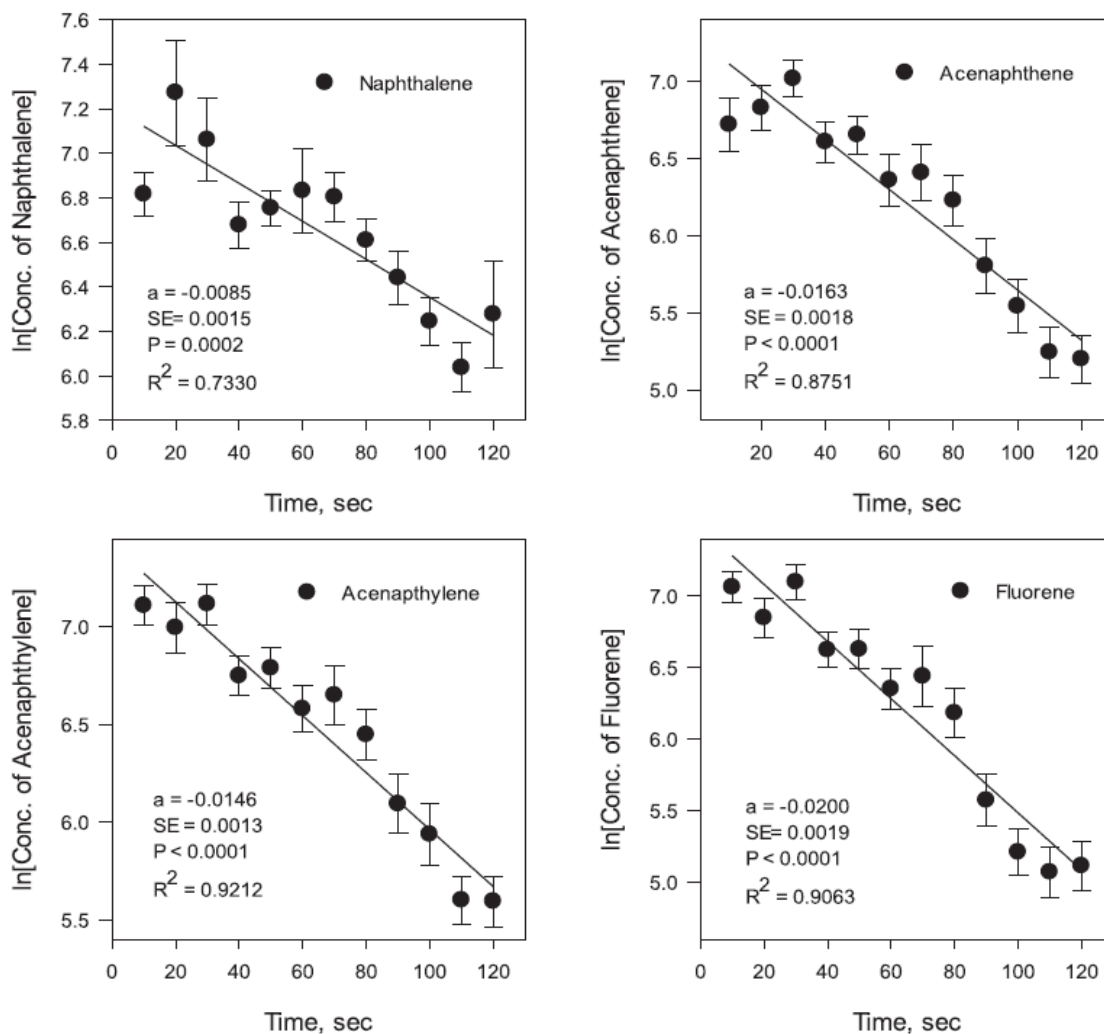 ln[Conc. of Naphthalene]
7.6
7.4
7.2
7.0
6.8
6.6
6.4
6.2
6.0
5.8
Naphthalene
a = -0.0085
SE= 0.0015
P = 0.0002
R2 = 0.7330
0 20 40 60 80 100 120
Time, sec
ln[Conc. of Acenaphthene]
7.0
6.5
6.0
5.5
5.0
Acenaphthene
a = -0.0163
SE= 0.0018
P < 0.0001
R2 = 0.8751
0 20 40 60 80 100 120
Time, sec
ln[Conc. of Acenaphthylene]
7.0
6.5
6.0
5.5
Acenapthylene
a = -0.0146
SE = 0.0013
P < 0.0001
R2 = 0.9212
0 20 40 60 80 100 120
Time, sec
ln[Conc. of Fluorene]
7.0
6.5
6.0
5.5
5.0
Fluorene
a = -0.0200
SE= 0.0019
P < 0.0001
R2 = 0.9063
0 20 40 60 80 100 120
Time, sec